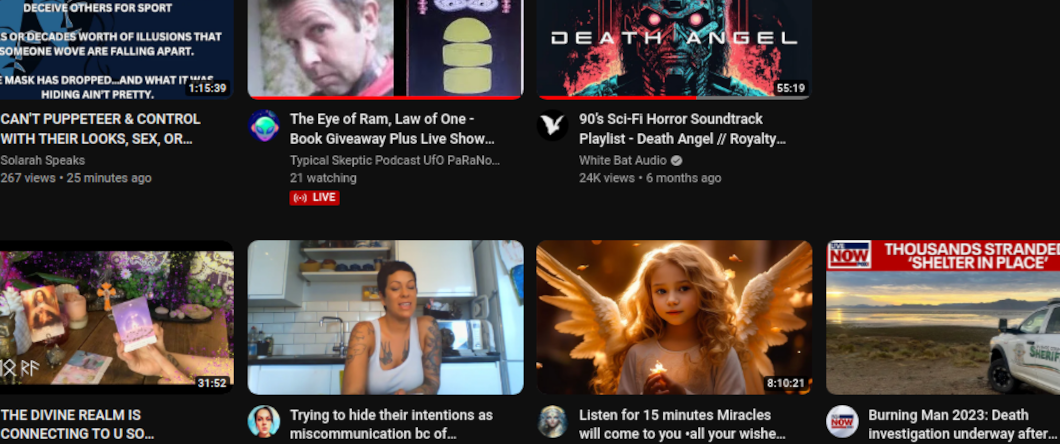 DECEIVE OTHERS FOR SPORT
S OR DECADES WORTH OF ILLUSIONS THAT
SOMEONE WOVE ARE FALLING APART.
E MASK HAS DROPPED...AND WHAT IT WAS
HIDING AIN'T PRETTY.
1:15:39
CAN'T PUPPETEER & CONTROL
WITH THEIR LOOKS, SEX, OR...
Solarah Speaks
267 views • 25 minutes ago
The Eye of Ram, Law of One -
Book Giveaway Plus Live Show...
Typical Skeptic Podcast UfO PaRaNo...
21 watching
LIVE
DEATH ANGEL
55:19
90's Sci-Fi Horror Soundtrack
Playlist - Death Angel // Royalty...
White Bat Audio
24K views • 6 months ago
31:52
THE DIVINE REALM IS
CONNECTING TO U SO...
Trying to hide their intentions as
miscommunication bc of...
8:10:21
Listen for 15 minutes Miracles
will come to you •all your wishe...
LIVE
NOW
THOUSANDS STRANDED
'SHELTER IN PLACE'
SHERIFF
NOW
Burning Man 2023: Death
investigation underway after...